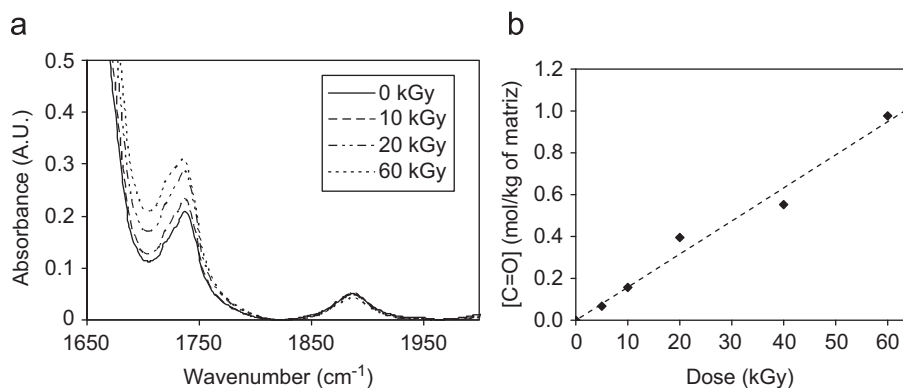 a
0.5
0.4
0.3
0.2
0.1
0
Absorbance (A.U.)
1650
1750
1850
1950
Wavenumber (cm⁻¹)
0 kGy
10 kGy
20 kGy
60 kGy
b
1.2
1.0
0.8
0.6
0.4
0.2
0.0
[C=O] (mol/kg of matriz)
0
10
20
30
40
50
60
Dose (kGy)